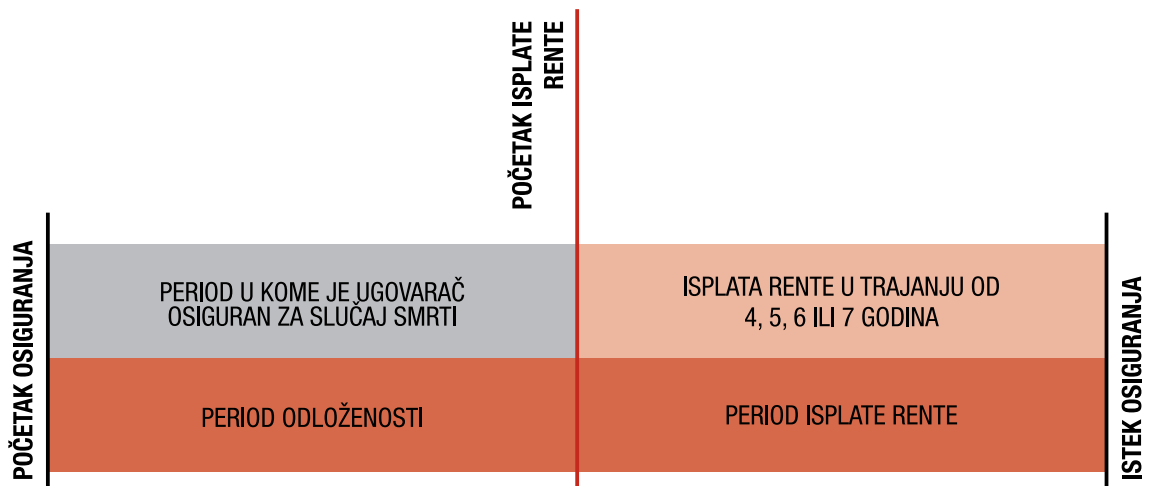 POČETAK ISPLATE
RENTE
POČETAK OSIGURANJA
PERIOD U KOME JE UGOVARAČ
OSIGURAN ZA SLUČAJ SMRTI
ISPLATA RENTE U TRAJANJU OD
4, 5, 6 ILI 7 GODINA
PERIOD ODLOŽENOSTI
PERIOD ISPLATE RENTE
ISTEK OSIGURANJA